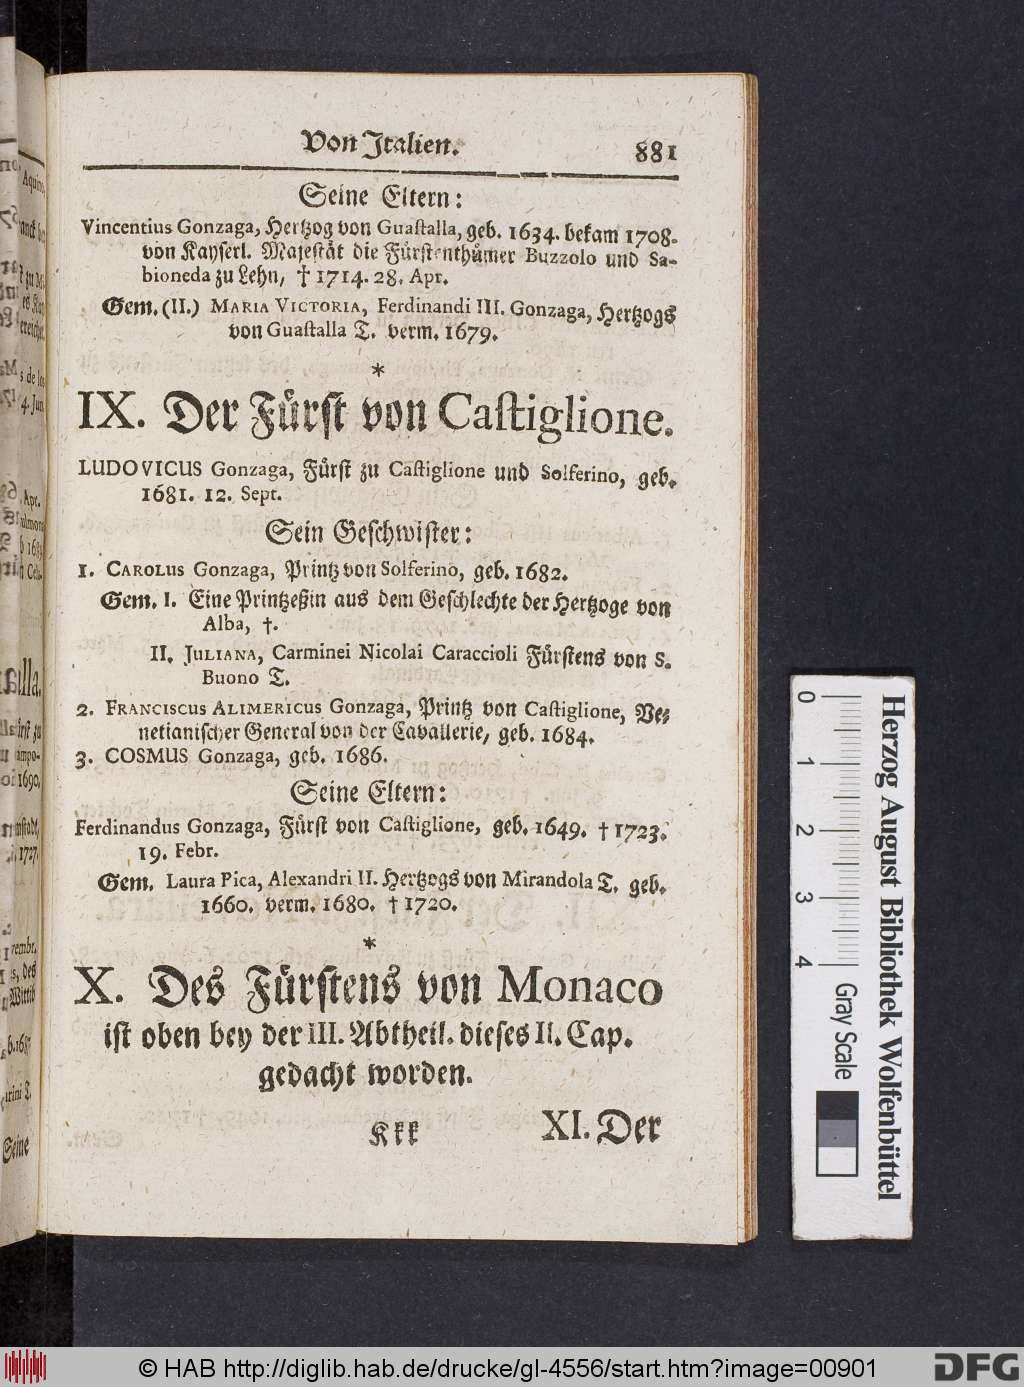 Von Italien. 881
Seine Eltern:
Vincentius Gonzaga, Hertzog von Guastalla, geb. 1634. bekam 1708.
von Kayserl. Majestät die Fürstenthümer Buzzolo und Sa-
bioneda zu Lehn, † 1714. 28. Apr.
Gem. (II.) MARIA VICTORIA, Ferdinandi III. Gonzaga, Hertzogs
von Guastalla T. verm. 1679.
*
IX. Der Fürst von Castiglione.
LUDOVICUS Gonzaga, Fürst zu Castiglione und Solferino, geb.
1681. 12. Sept.
Sein Geschwister:
1. CAROLUS Gonzaga, Printz von Solferino, geb. 1682.
Gem. I. Eine Printzeßin aus dem Geschlechte der Hertzoge von
Alba, †.
II. JULIANA, Carminei Nicolai Caraccioli Fürstens von S.
Buono T.
2. FRANCISCUS ALIMERICUS Gonzaga, Printz von Castiglione, Ve-
netianischer General von der Cavallerie, geb. 1684.
3. COSMUS Gonzaga, geb. 1686.
Seine Eltern:
Ferdinandus Gonzaga, Fürst von Castiglione, geb. 1649. † 1723.
19. Febr.
Gem. Laura Pica, Alexandri II. Hertzogs von Mirandola T. geb.
1660. verm. 1680. † 1720.
*
X. Des Fürstens von Monaco
ist oben bey der III. Abtheil. dieses II. Cap.
gedacht worden.
Kkk XI. Der
0 1 2 3 4
Gray Scale
Herzog August Bibliothek Wolfenbüttel
© HAB http://diglib.hab.de/drucke/gl-4556/start.htm?image=00901
DFG